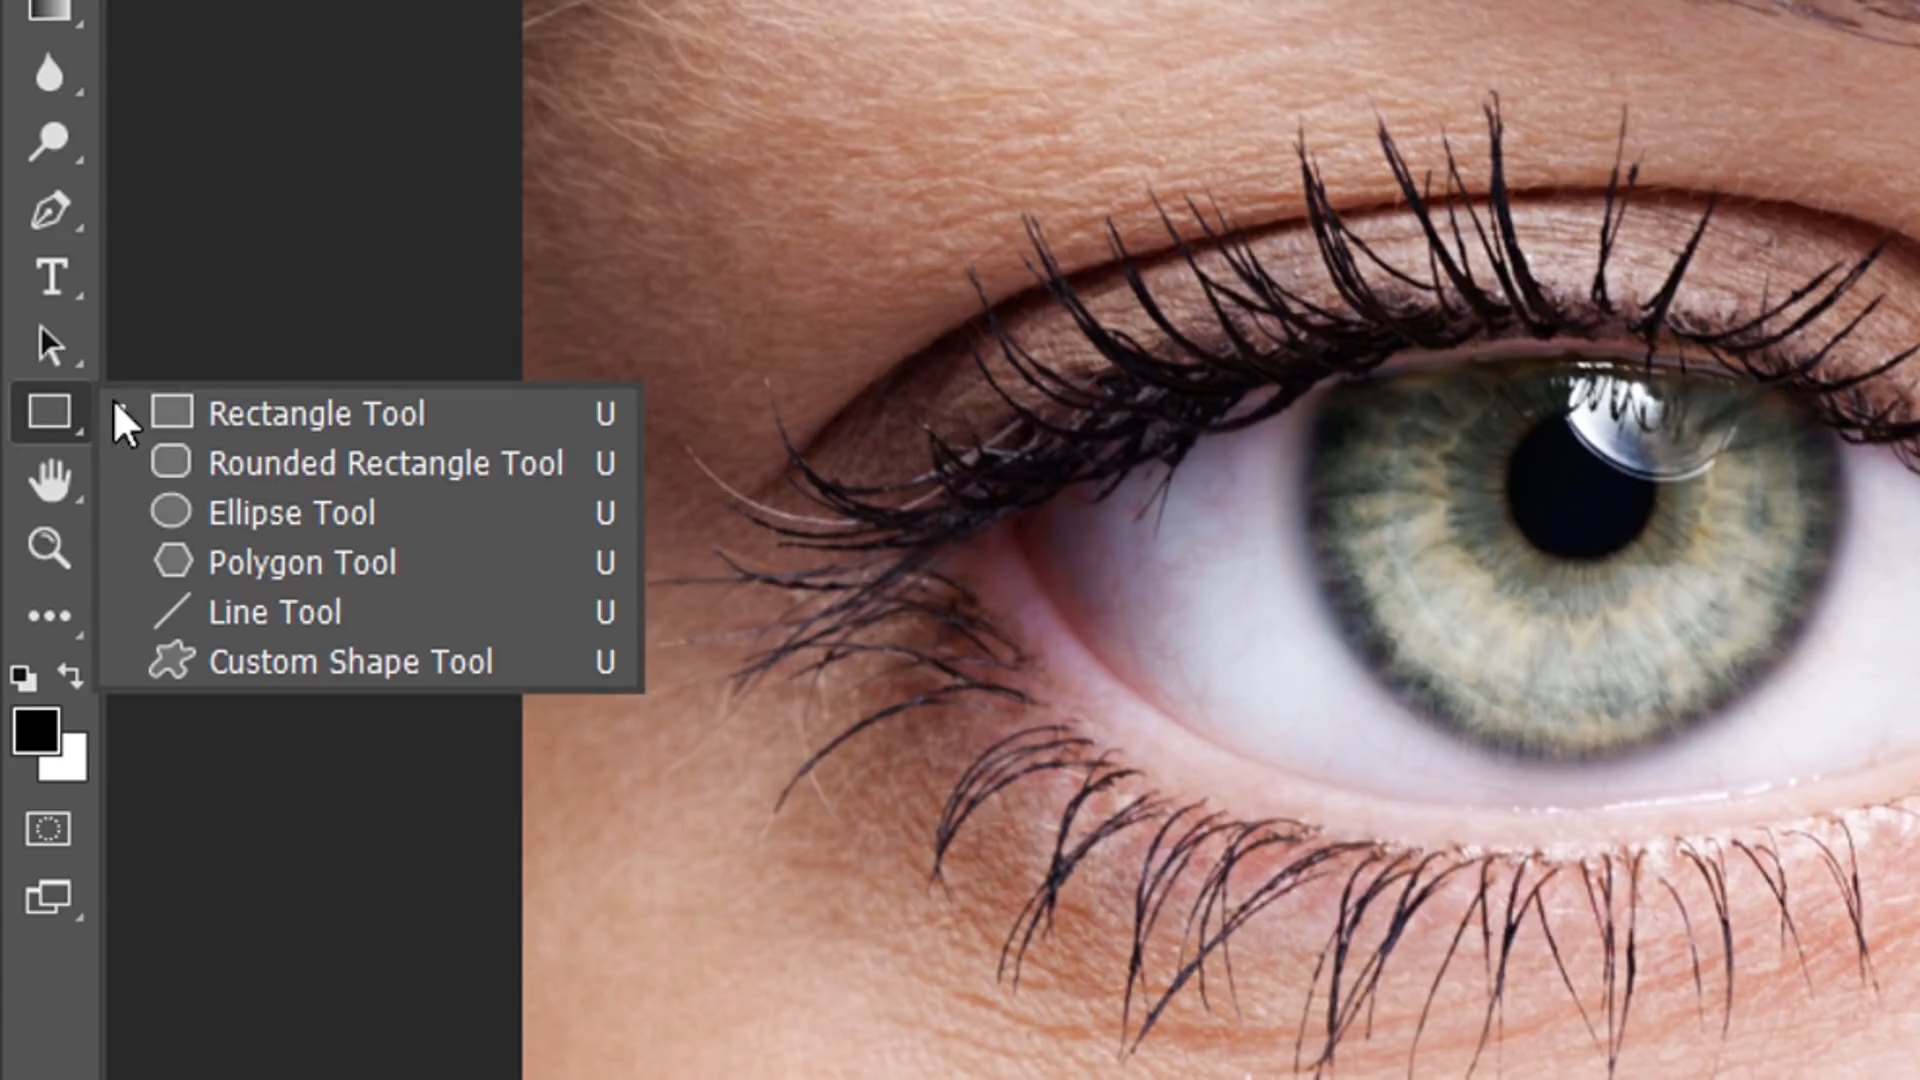 T
Rectangle Tool U
Rounded Rectangle Tool U
Ellipse Tool U
Polygon Tool U
Line Tool U
Custom Shape Tool U